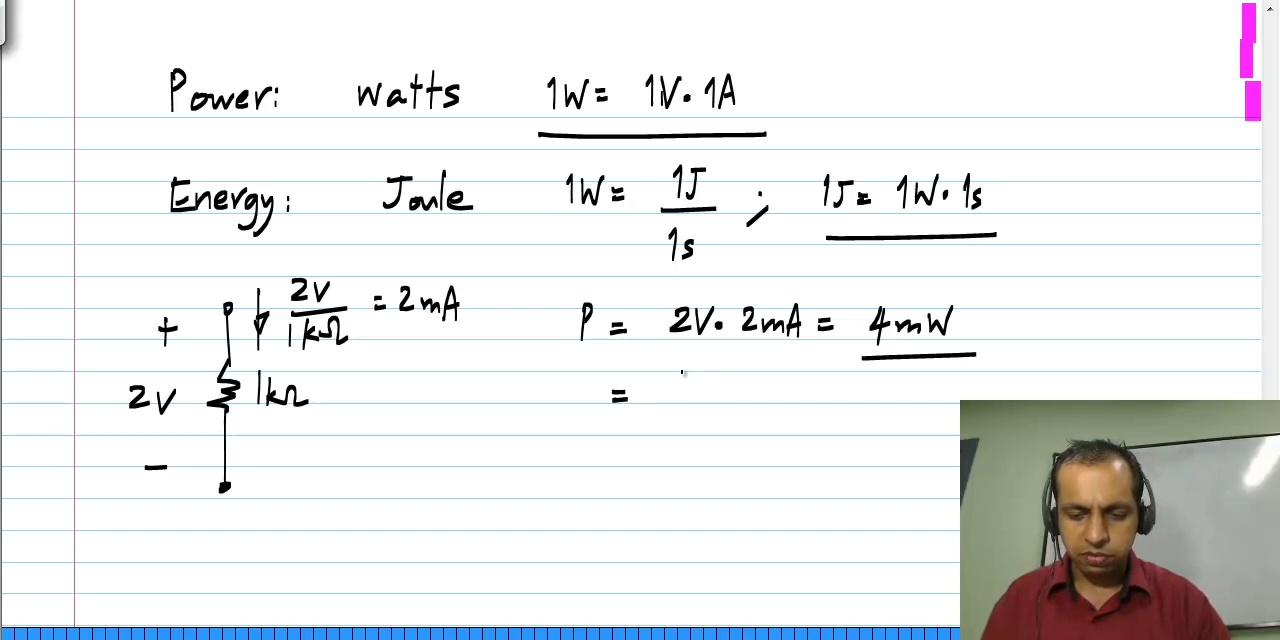 Power: watts 1W = 1V · 1A
Energy: Joule 1W = 1J / 1s ; 1J = 1W · 1s
2V / 1kΩ = 2mA
P = 2V · 2mA = 4mW
+
2V 1kΩ =
−